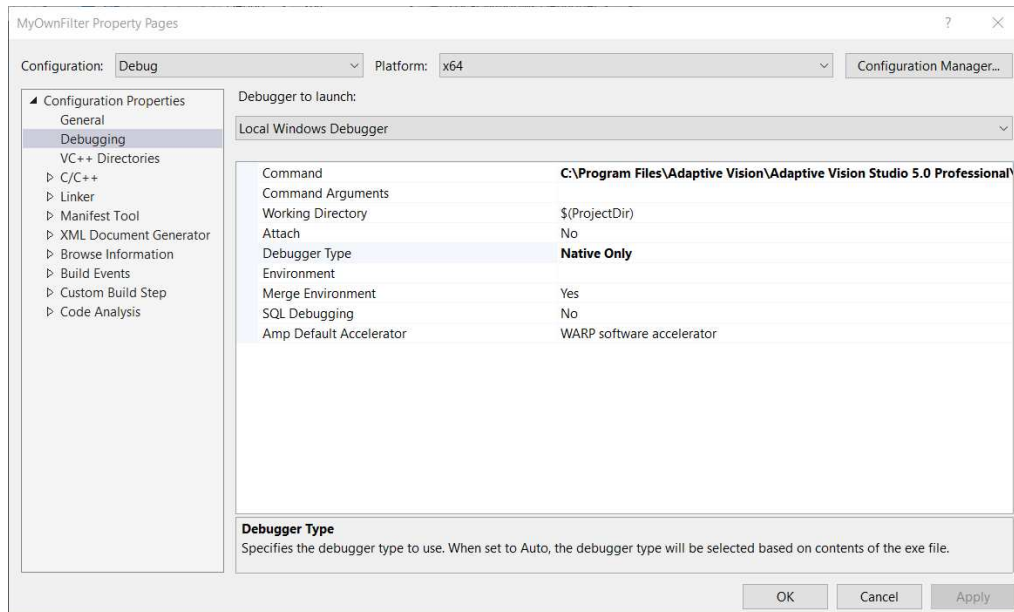 MyOwnFilter Property Pages
Configuration: Debug Platform: x64 Configuration Manager...
Configuration Properties
General
Debugging
VC++ Directories
C/C++
Linker
Manifest Tool
XML Document Generator
Browse Information
Build Events
Custom Build Step
Code Analysis
Debugger to launch:
Local Windows Debugger
Command C:\Program Files\Adaptive Vision\Adaptive Vision Studio 5.0 Professional\
Command Arguments
Working Directory $(ProjectDir)
Attach No
Debugger Type Native Only
Environment
Merge Environment Yes
SQL Debugging No
Amp Default Accelerator WARP software accelerator
Debugger Type
Specifies the debugger type to use. When set to Auto, the debugger type will be selected based on contents of the exe file.
OK Cancel Apply